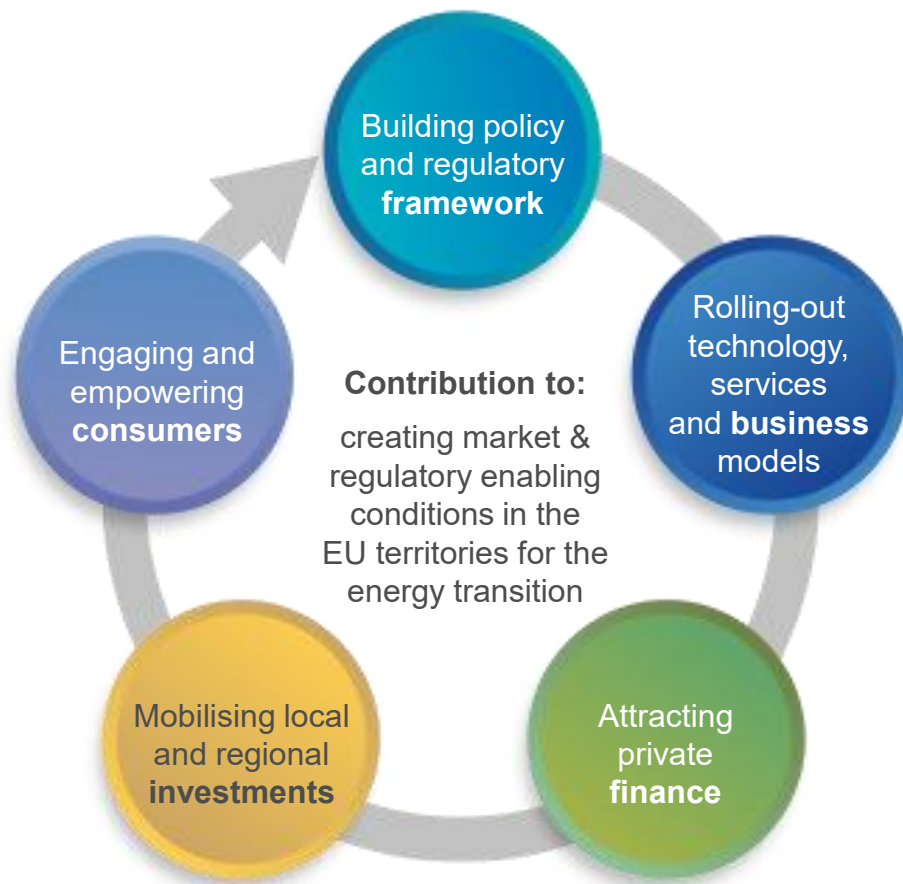 Building policy
and regulatory
framework
Rolling-out
technology,
services
and business
models
Attracting
private
finance
Mobilising local
and regional
investments
Engaging and
empowering
consumers
Contribution to:
creating market &
regulatory enabling
conditions in the
EU territories for the
energy transition